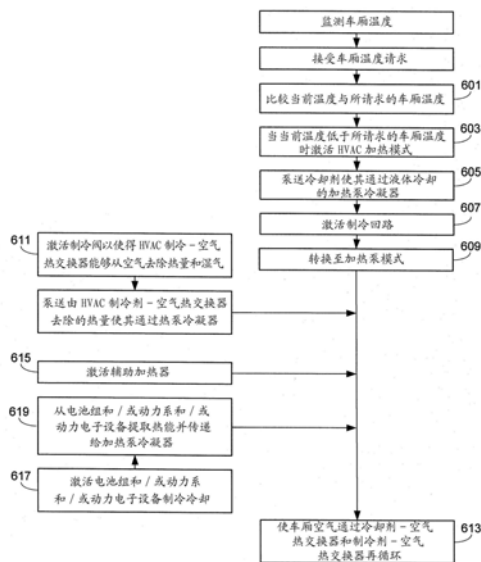 监测车厢温度
接受车厢温度请求
601
比较当前温度与所请求的车厢温度
603
当当前温度低于所请求的车厢温度
时激活 HVAC 加热模式
605
泵送冷却剂使其通过液体冷却
的加热泵冷凝器
607
激活制冷回路
609
转换至加热泵模式
611
激活制冷阀以使得 HVAC 制冷-空气
热交换器能够从空气去除热量和湿气
泵送由 HVAC 制冷剂-空气热交换器
去除的热量使其通过热泵冷凝器
615
激活辅助加热器
619
从电池组和/或动力系和/或
动力电子设备提取热能并传递
给加热泵冷凝器
617
激活电池组和/或动力系
和/或动力电子设备制冷冷却
613
使车厢空气通过冷却剂-空气
热交换器和制冷剂-空气
热交换器再循环